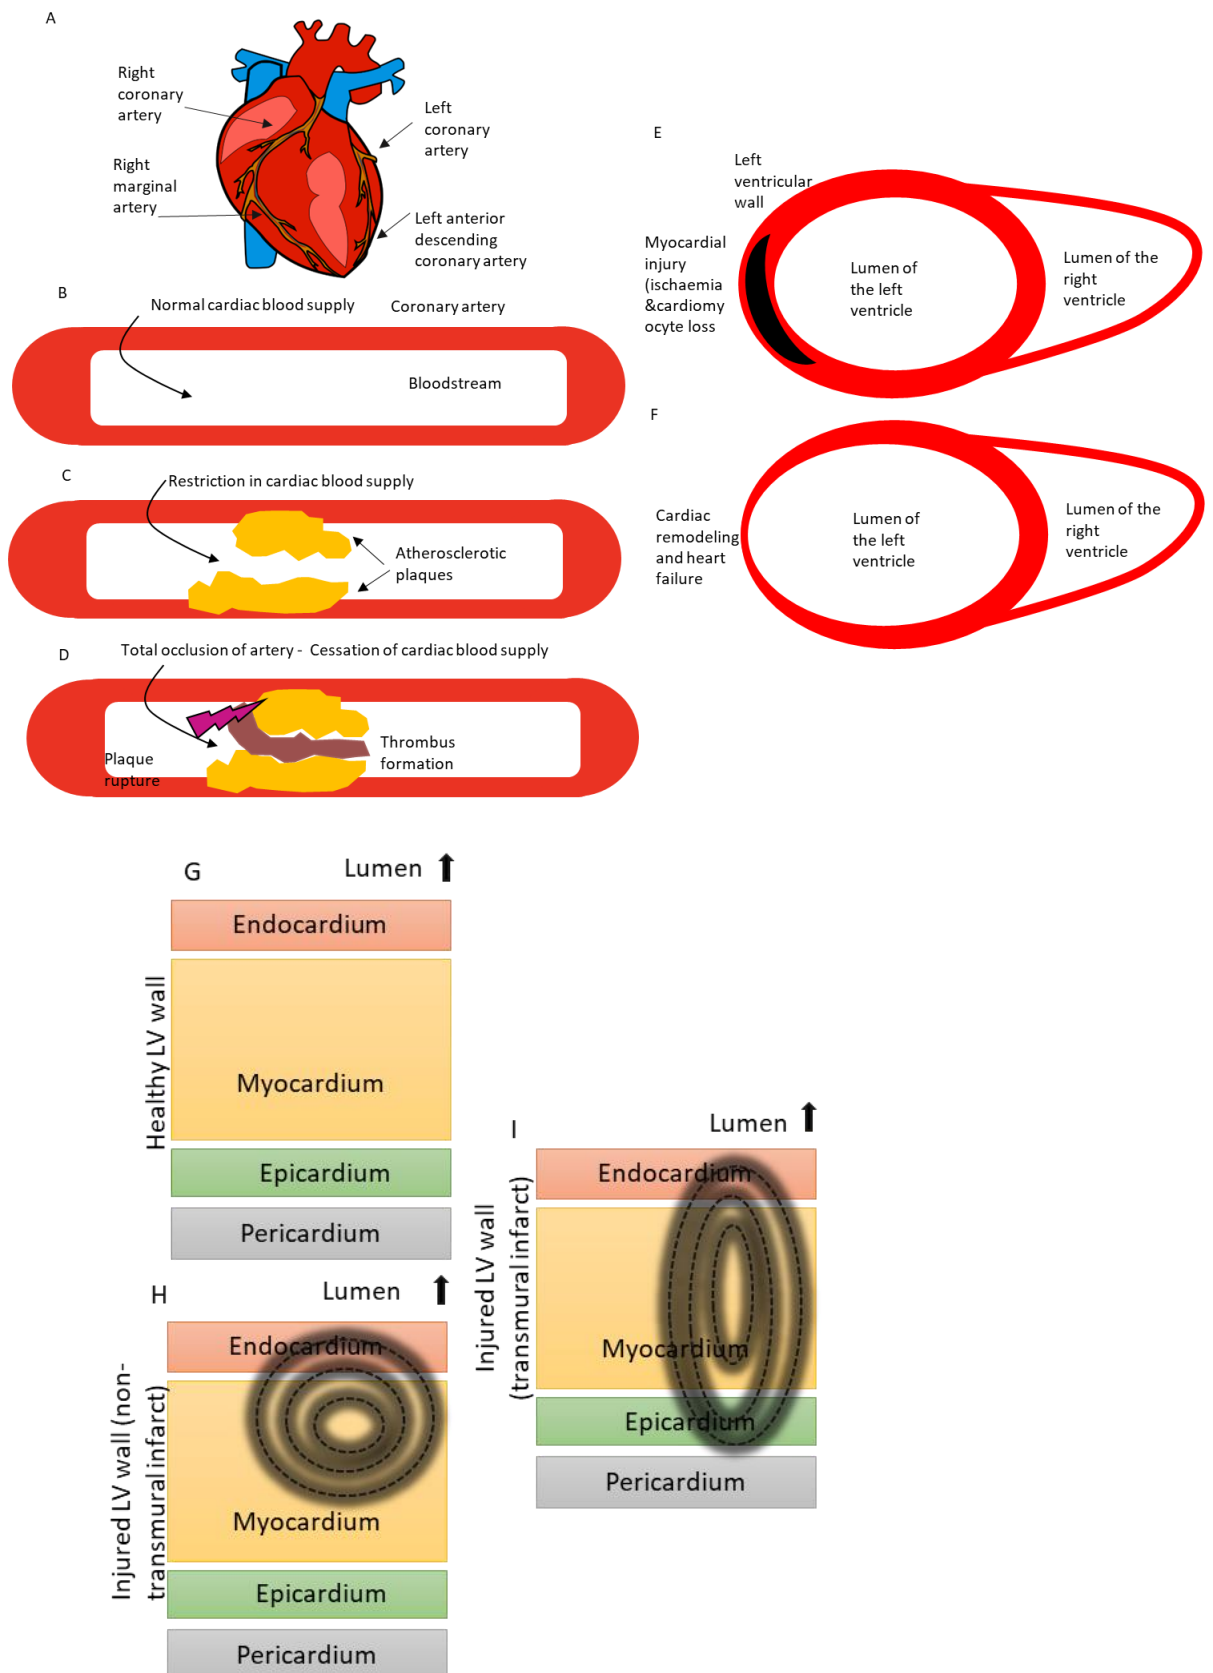 A
Right
coronary
artery
Right
marginal
artery
Left
coronary
artery
Left anterior
descending
coronary artery
B
Normal cardiac blood supply
Coronary artery
Bloodstream
C
Restriction in cardiac blood supply
Atherosclerotic
plaques
D
Total occlusion of artery - Cessation of cardiac blood supply
Plaque
rupture
Thrombus
formation
E
Left
ventricular
wall
Myocardial
injury
(ischaemia
&cardiomy
ocyte loss
Lumen of
the left
ventricle
Lumen of the
right
ventricle
F
Cardiac
remodeling
and heart
failure
Lumen of
the left
ventricle
Lumen of the
right
ventricle
G
Lumen
Healthy LV wall
Endocardium
Myocardium
Epicardium
Pericardium
H
Lumen
Injured LV wall (non-
transmural infarct)
Endocardium
Myocardium
Epicardium
Pericardium
I
Lumen
Injured LV wall
(transmural infarct)
Endocardium
Myocardium
Epicardium
Pericardium